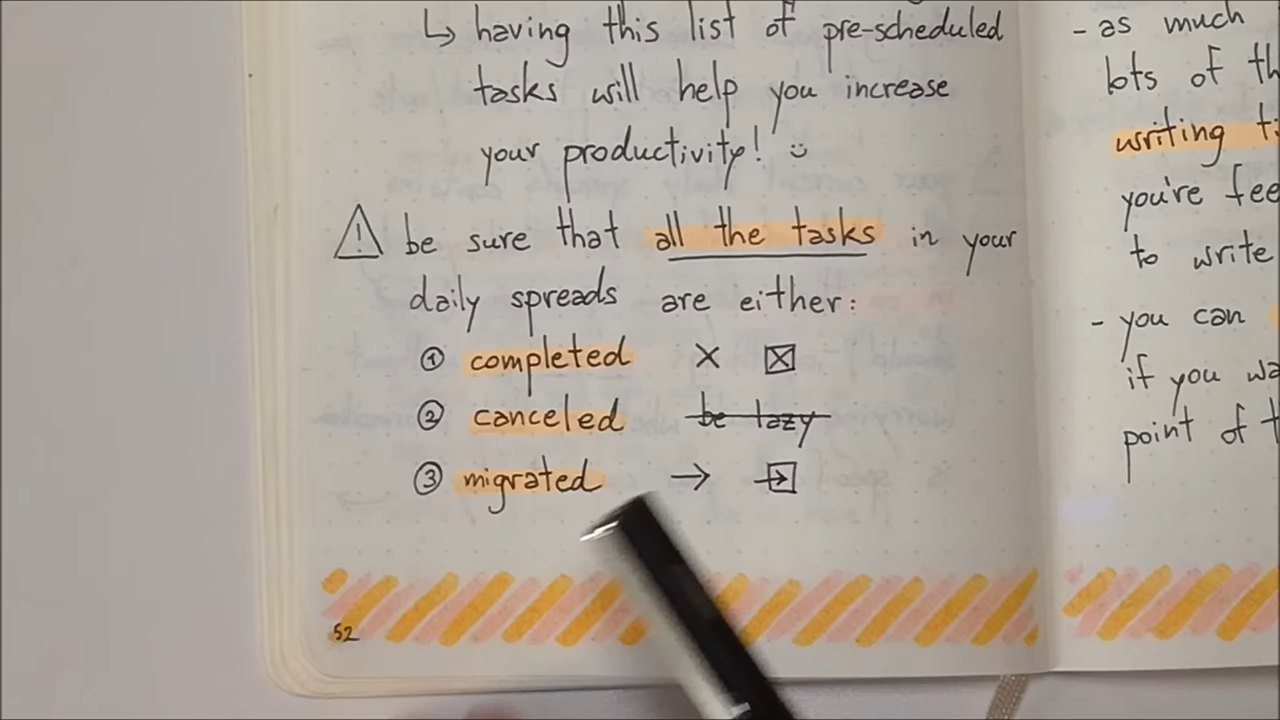 ↳ having this list of pre-scheduled
tasks will help you increase
your productivity! ü
⚠ be sure that all the tasks in your
daily spreads are either:
① completed × ☒
② canceled be lazy
③ migrated →
52
- as much
lots of th
writing ti
you're fee
to write
- you can
if you wa
point of t